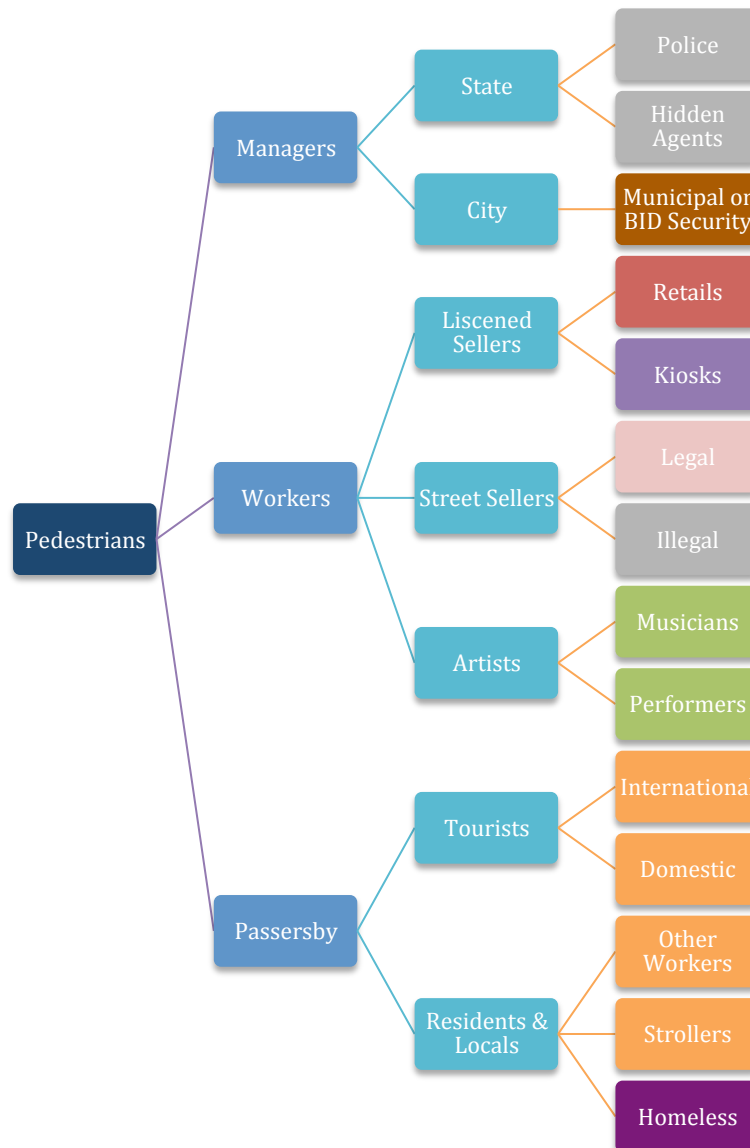 Pedestrians
Managers
State
Police
Hidden
Agents
City
Municipal or
BID Security
Workers
Liscened
Sellers
Retails
Kiosks
Street Sellers
Legal
Illegal
Artists
Musicians
Performers
Passersby
Tourists
Internationa
Domestic
Residents &
Locals
Other
Workers
Strollers
Homeless